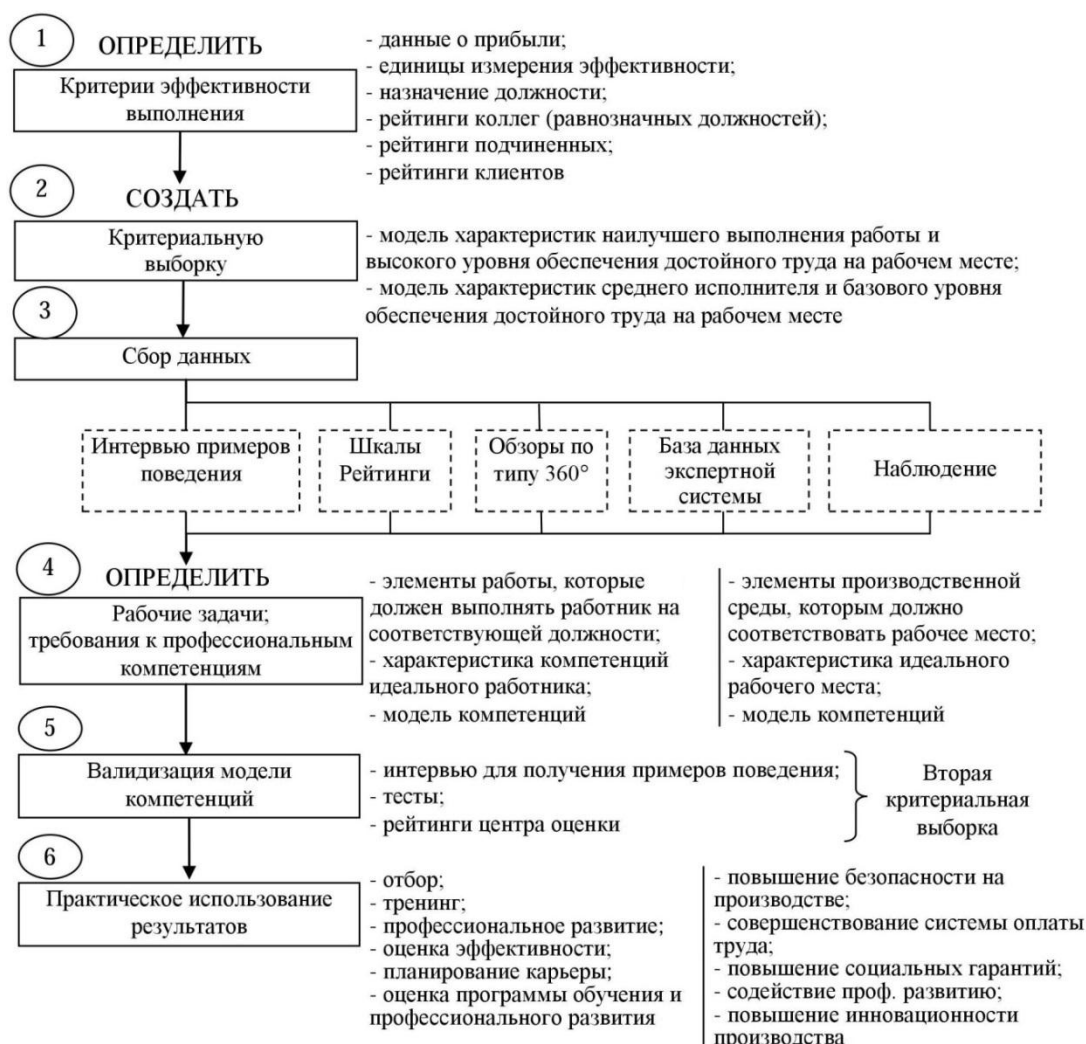 1
ОПРЕДЕЛИТЬ
Критерии эффективности
выполнения
- данные о прибыли;
- единицы измерения эффективности;
- назначение должности;
- рейтинги коллег (равнозначных должностей);
- рейтинги подчиненных;
- рейтинги клиентов
2
СОЗДАТЬ
Критериальную
выборку
- модель характеристик наилучшего выполнения работы и
высокого уровня обеспечения достойного труда на рабочем месте;
- модель характеристик среднего исполнителя и базового уровня
обеспечения достойного труда на рабочем месте
3
Сбор данных
Интервью примеров
поведения
Шкалы
Рейтинги
Обзоры по
типу 360°
База данных
экспертной
системы
Наблюдение
4
ОПРЕДЕЛИТЬ
Рабочие задачи;
требования к профессиональным
компетенциям
- элементы работы, которые
должен выполнять работник на
соответствующей должности;
- характеристика компетенций
идеального работника;
- модель компетенций
- элементы производственной
среды, которым должно
соответствовать рабочее место;
- характеристика идеального
рабочего места;
- модель компетенций
5
Валидизация модели
компетенций
- интервью для получения примеров поведения;
- тесты;
- рейтинги центра оценки
Вторая
критериальная
выборка
6
Практическое использование
результатов
- отбор;
- тренинг;
- профессиональное развитие;
- оценка эффективности;
- планирование карьеры;
- оценка программы обучения и
профессионального развития
- повышение безопасности на
производстве;
- совершенствование системы оплаты
труда;
- повышение социальных гарантий;
- содействие проф. развитию;
- повышение инновационности
производства